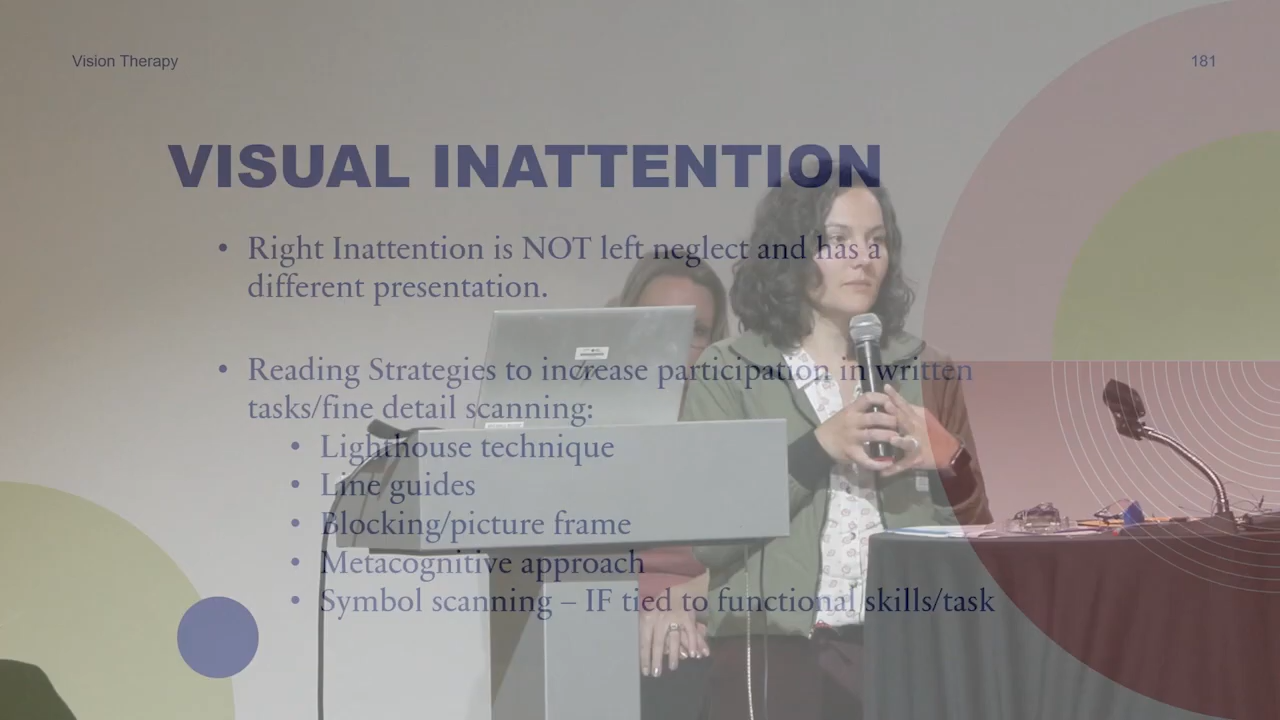 Vision Therapy
181
VISUAL INATTENTION
• Right Inattention is NOT left neglect and has a
different presentation.
• Reading Strategies to increase participation in written
tasks/fine detail scanning:
• Lighthouse technique
• Line guides
• Blocking/picture frame
• Metacognitive approach
• Symbol scanning – IF tied to functional skills/task